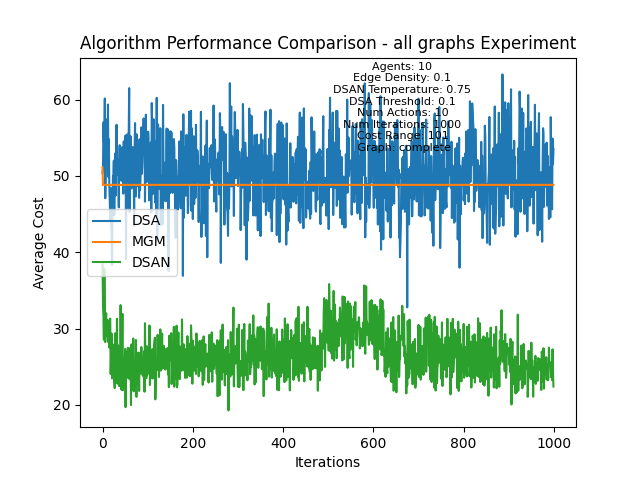 Algorithm Performance Comparison - all graphs Experiment
Agents: 10
Edge Density: 0.1
DSAN Temperature: 0.75
DSA Threshold: 0.1
Num Actions:
Num Iterations: 1000
Cost Range: 101
Graph: complete
60
50
40
30
20
Average Cost
DSA
MGM
DSAN
0
200
400
600
800
1000
Iterations